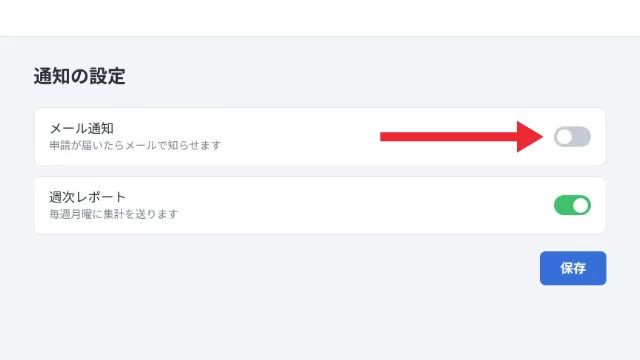 通知の設定
メール通知
申請が届いたらメールで知らせます
週次レポート
毎週月曜に集計を送ります
保存